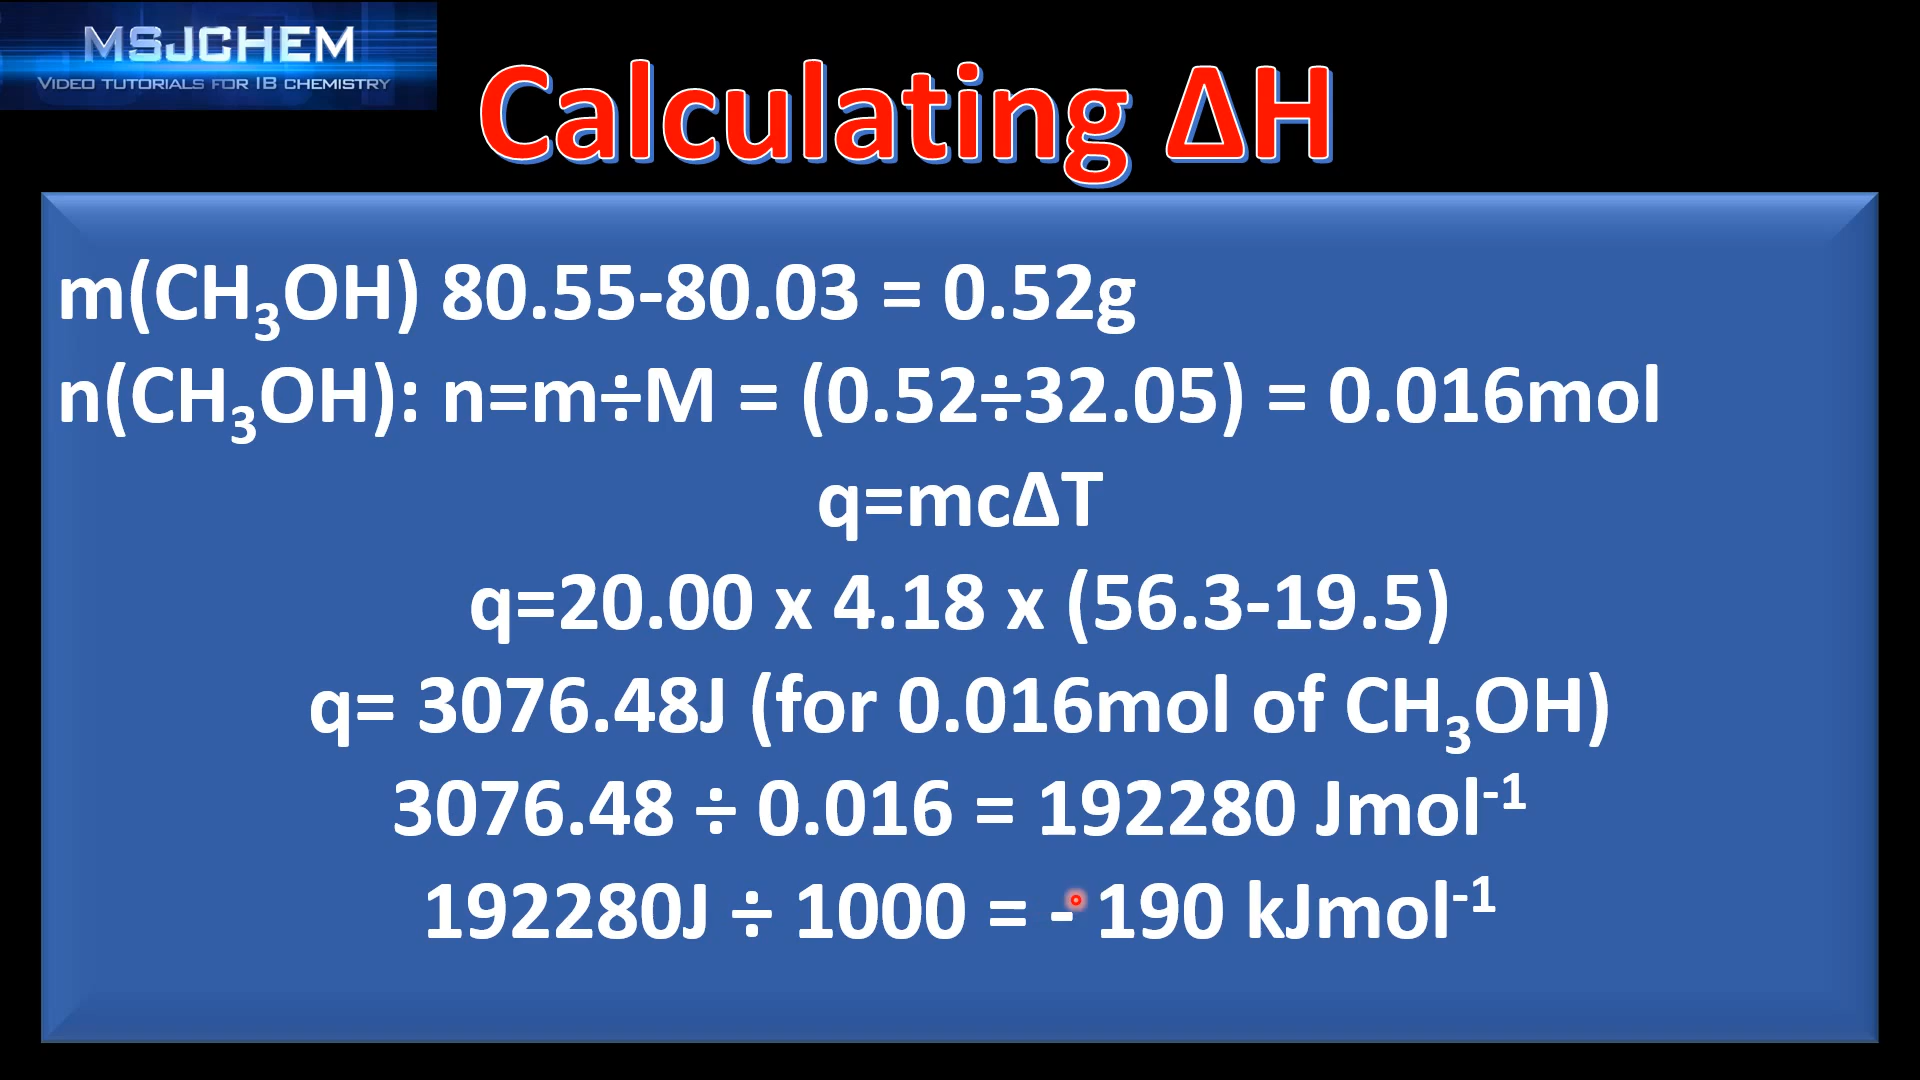 MSJCHEM
VIDEO TUTORIALS FOR IB CHEMISTRY
Calculating ΔH
m(CH₃OH) 80.55-80.03 = 0.52g
n(CH₃OH): n=m÷M = (0.52÷32.05) = 0.016mol
q=mcΔT
q=20.00 x 4.18 x (56.3-19.5)
q= 3076.48J (for 0.016mol of CH₃OH)
3076.48 ÷ 0.016 = 192280 Jmol⁻¹
192280J ÷ 1000 = - 190 kJmol⁻¹